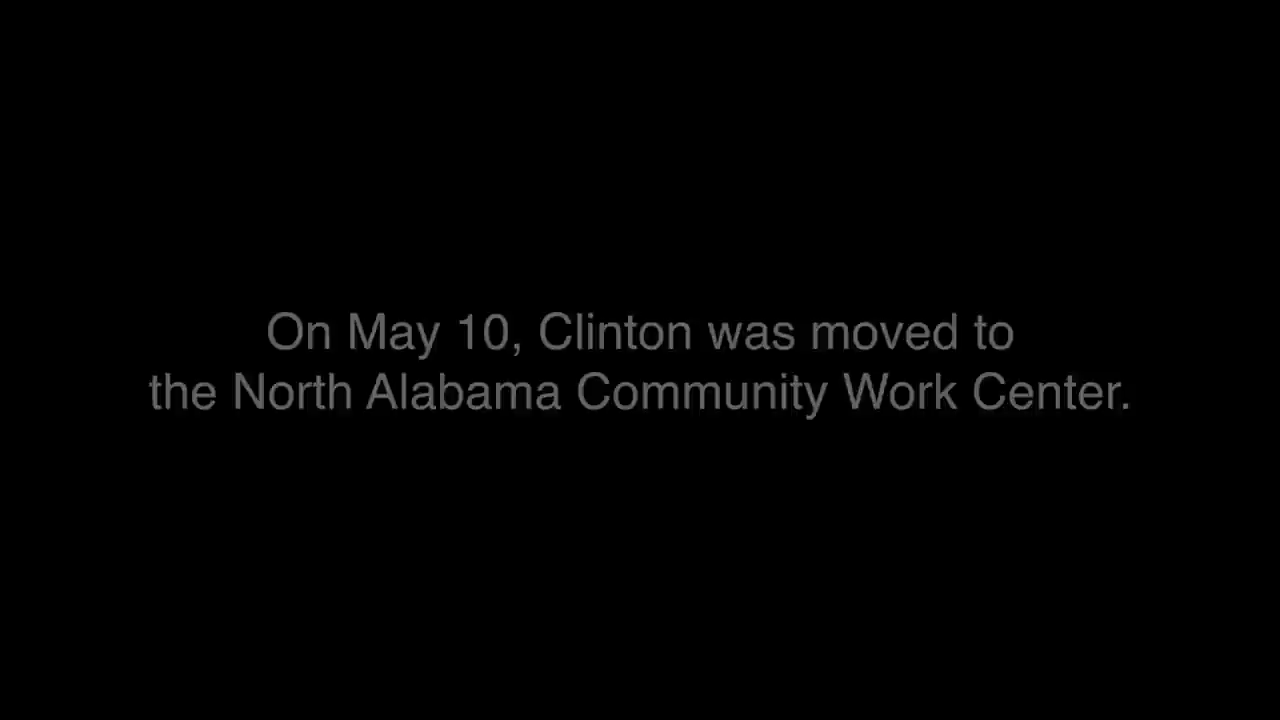 On May 10, Clinton was moved to
the North Alabama Community Work Center.